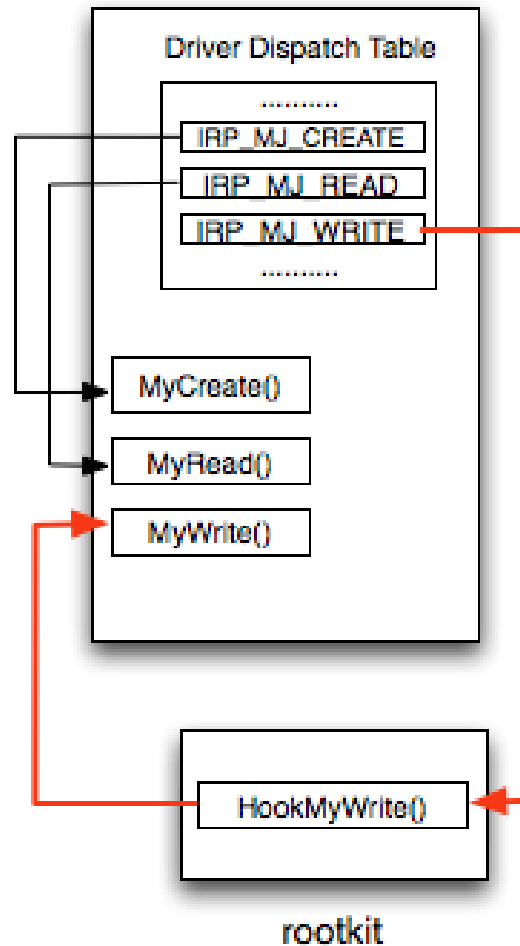 Driver Dispatch Table
..........
IRP_MJ_CREATE
IRP_MJ_READ
IRP_MJ_WRITE
..........
MyCreate()
MyRead()
MyWrite()
HookMyWrite()
rootkit